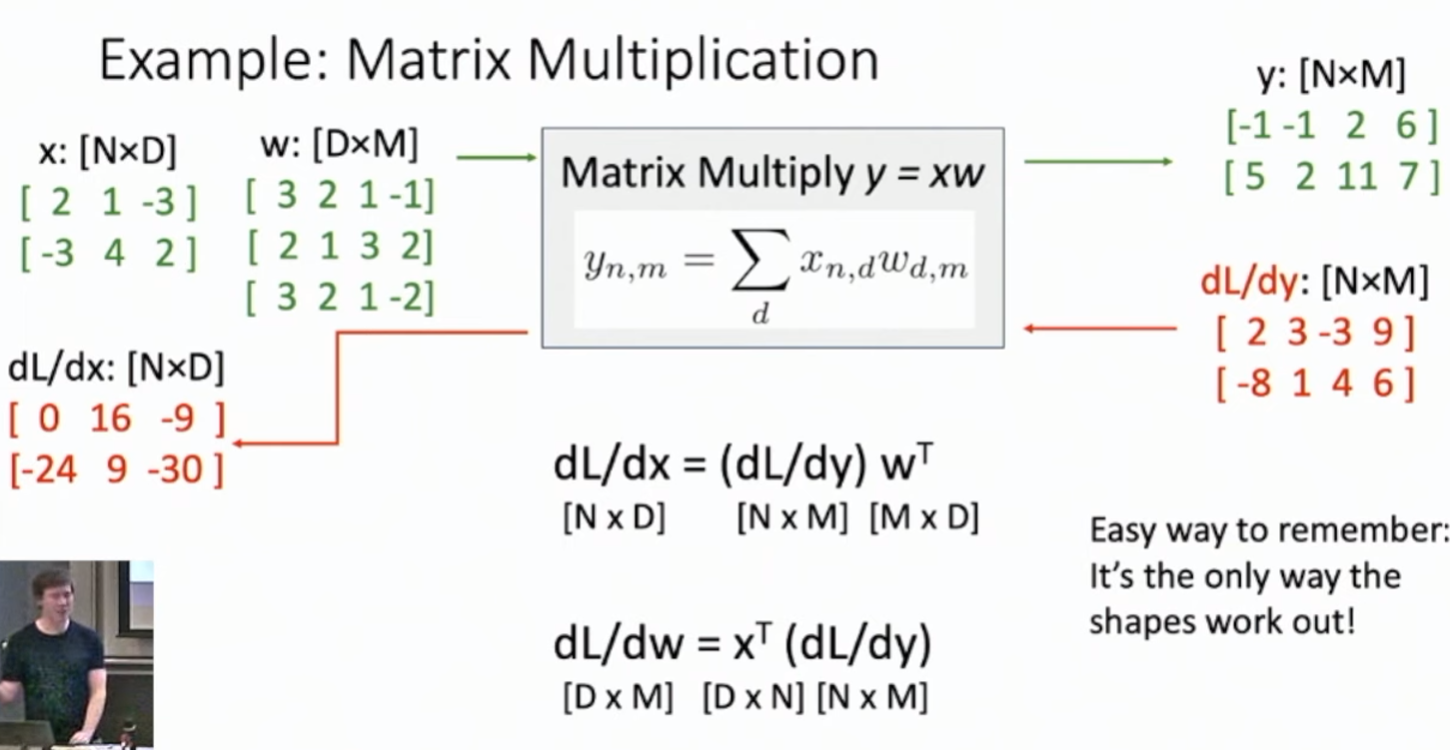 Example: Matrix Multiplication
x: [N×D]
[ 2 1 -3 ]
[ -3 4 2 ]
w: [D×M]
[ 3 2 1 -1]
[ 2 1 3 2]
[ 3 2 1 -2]
Matrix Multiply y = xw
y_{n,m} = \sum_d x_{n,d} w_{d,m}
y: [N×M]
[-1 -1 2 6 ]
[ 5 2 11 7 ]
dL/dy: [N×M]
[ 2 3 -3 9 ]
[ -8 1 4 6 ]
dL/dx: [N×D]
[ 0 16 -9 ]
[-24 9 -30 ]
dL/dx = (dL/dy) wᵀ
[N x D] [N x M] [M x D]
dL/dw = xᵀ (dL/dy)
[D x M] [D x N] [N x M]
Easy way to remember:
It's the only way the
shapes work out!